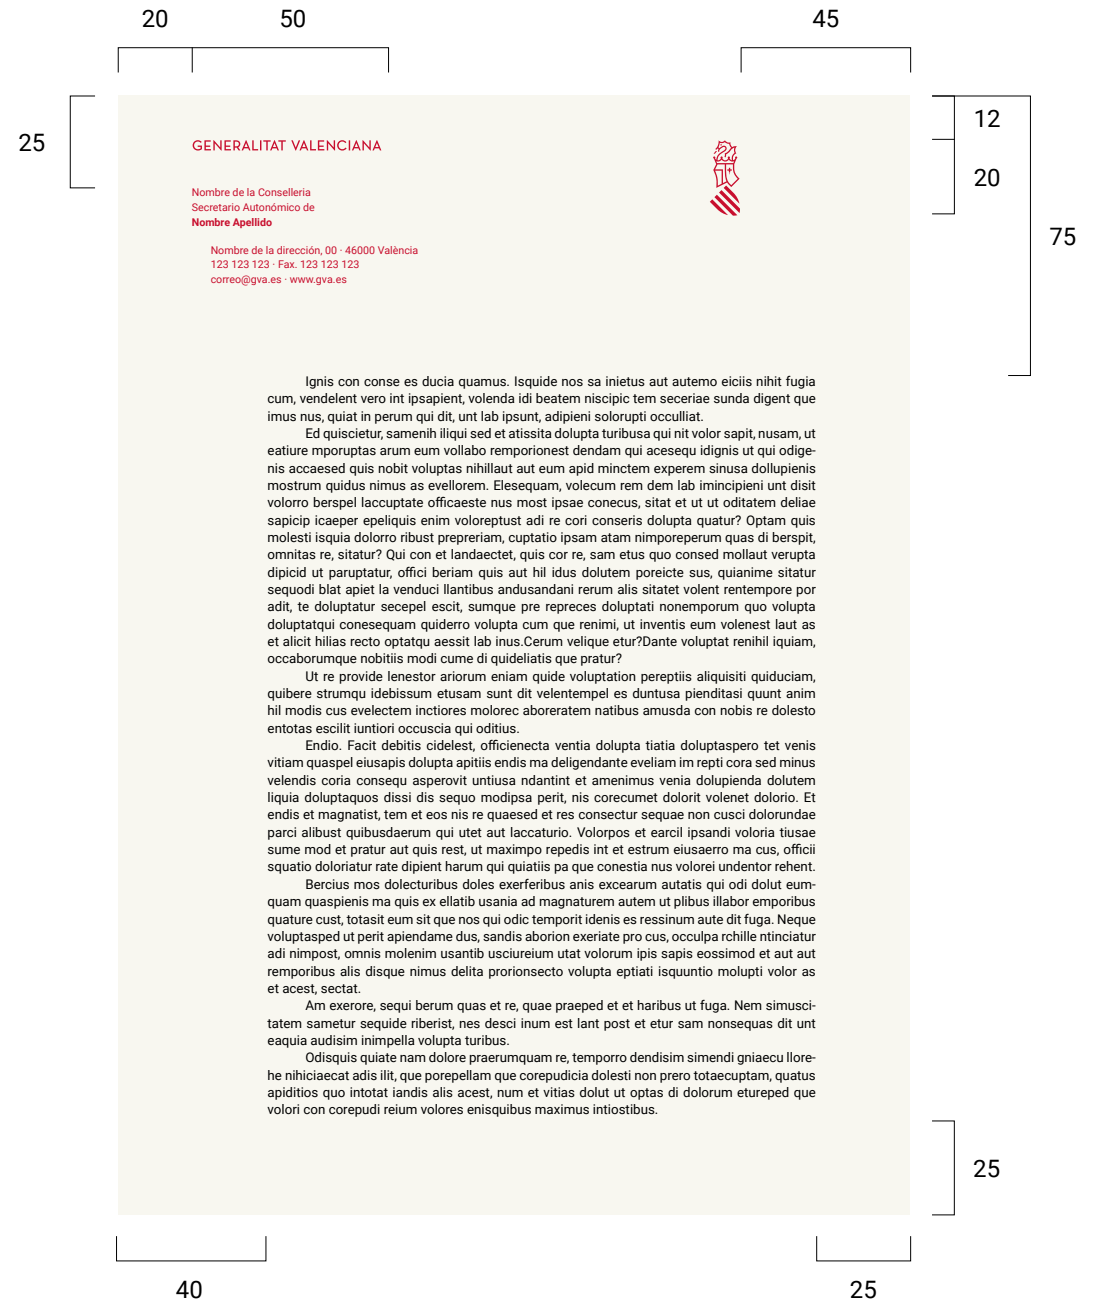 20
50
45
25
12
20
75
GENERALITAT VALENCIANA
Nombre de la Conselleria
Secretario Autonómico de
Nombre Apellido
Nombre de la dirección, 00 · 46000 València
123 123 123 · Fax. 123 123 123
correo@gva.es · www.gva.es
Ignis con conse es ducia quamus. Isquide nos sa inietus aut autemo eiciis nihit fugia
cum, vendelent vero int ipsapient, volenda idi beatem niscipic tem seceriae sunda digent que
imus nus, quiat in perum qui dit, unt lab ipsunt, adipieni solorupti occulliat.
Ed quiscietur, samenih iliqui sed et atissita dolupta turibusa qui nit volor sapit, nusam, ut
eatiure mporuptas arum eum vollabo remporionest dendam qui acesequ idignis ut qui odige-
nis accaesed quis nobit voluptas nihillaut aut eum apid minctem experem sinusa dollupienis
mostrum quidus nimus as evellorem. Elesequam, volecum rem dem lab imincipieni unt disit
volorro berspel laccuptate officaeste nus most ipsae conecus, sitat et ut ut oditatem deliae
sapicip icaeper epeliquis enim voloreptust adi re cori conseris dolupta quatur? Optam quis
molesti isquia dolorro ribust prepreriam, cuptatio ipsam atam nimporeperum quas di berspit,
omnitas re, sitatur? Qui con et landaectet, quis cor re, sam etus quo consed mollaut verupta
dipicid ut paruptatur, offici beriam quis aut hil idus dolutem poreicte sus, quianime sitatur
sequodi blat apiet la venduci llantibus andusandani rerum alis sitatet volent rentempore por
adit, te doluptatur secepel escit, sumque pre repreces doluptati nonemporum quo volupta
doluptatqui conesequam quiderro volupta cum que renimi, ut inventis eum volenest laut as
et alicit hilias recto optatqu aessit lab inus.Cerum velique etur?Dante voluptat renihil iquiam,
occaborumque nobitiis modi cume di quideliatis que pratur?
Ut re provide lenestor ariorum eniam quide voluptation pereptiis aliquisiti quiduciam,
quibere strumqu idebissum etusam sunt dit velentempel es duntusa pienditasi quunt anim
hil modis cus evelectem inctiores molorec aboreratem natibus amusda con nobis re dolesto
entotas escilit iuntiori occuscia qui oditius.
Endio. Facit debitis cidelest, officienecta ventia dolupta tiatia doluptaspero tet venis
vitiam quaspel eiusapis dolupta apitiis endis ma deligendante eveliam im repti cora sed minus
velendis coria consequ asperovit untiusa ndantint et amenimus venia dolupienda dolutem
liquia doluptaquos dissi dis sequo modipsa perit, nis corecumet dolorit volenet dolorio. Et
endis et magnatist, tem et eos nis re quaesed et res consectur sequae non cusci dolorundae
parci alibust quibusdaerum qui utet aut laccaturio. Volorpos et earcil ipsandi voloria tiusae
sume mod et pratur aut quis rest, ut maximpo repedis int et estrum eiusaerro ma cus, officii
squatio doloriatur rate dipient harum qui quiatiis pa que conestia nus volorei undentor rehent.
Bercius mos dolecturibus doles exerferibus anis excearum autatis qui odi dolut eum-
quam quaspienis ma quis ex ellatib usania ad magnaturem autem ut plibus illabor emporibus
quature cust, totasit eum sit que nos qui odic temporit idenis es ressinum aute dit fuga. Neque
voluptasped ut perit apiendame dus, sandis aborion exeriate pro cus, occulpa rchille ntinciatur
adi nimpost, omnis molenim usantib usciureium utat volorum ipis sapis eossimod et aut aut
remporibus alis disque nimus delita prorionsecto volupta eptiati isquuntio molupti volor as
et acest, sectat.
Am exerore, sequi berum quas et re, quae praeped et et haribus ut fuga. Nem simusci-
tatem sametur sequide riberist, nes desci inum est lant post et etur sam nonsequas dit unt
eaquia audisim inimpella volupta turibus.
Odisquis quiate nam dolore praerumquam re, temporro dendisim simendi gniaecu llore-
he nihiciaecat adis ilit, que porepellam que corepudicia dolesti non prero totaecuptam, quatus
apiditios quo intotat iandis alis acest, num et vitias dolut ut optas di dolorum etureped que
volori con corepudi reium volores enisquibus maximus intiostibus.
25
40
25